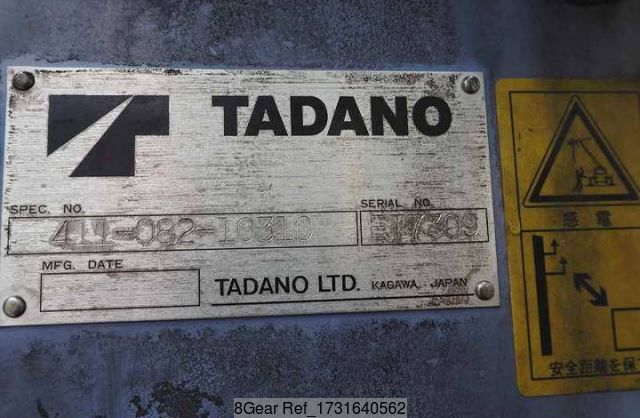 TADANO
SPEC. NO.
SERIAL NO.
411-082-10310
MFG. DATE
TADANO LTD. KAGAWA, JAPAN
感電
安全距離を保
8Gear Ref_1731640562